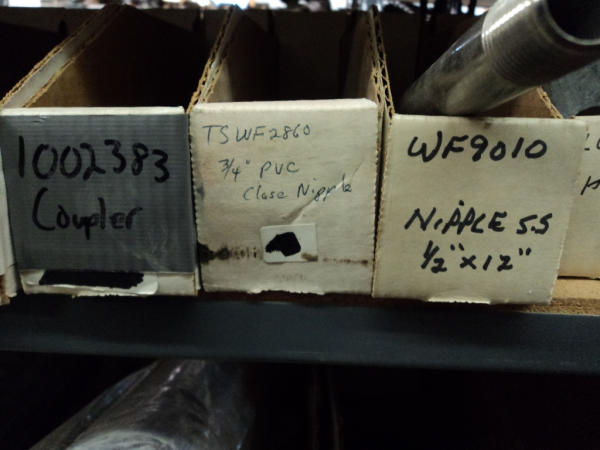 1002383
Coupler
TSWF2860
3/4" PVC
Close Nipple
WF9010
NIPPLE S.S
1/2" x 12"